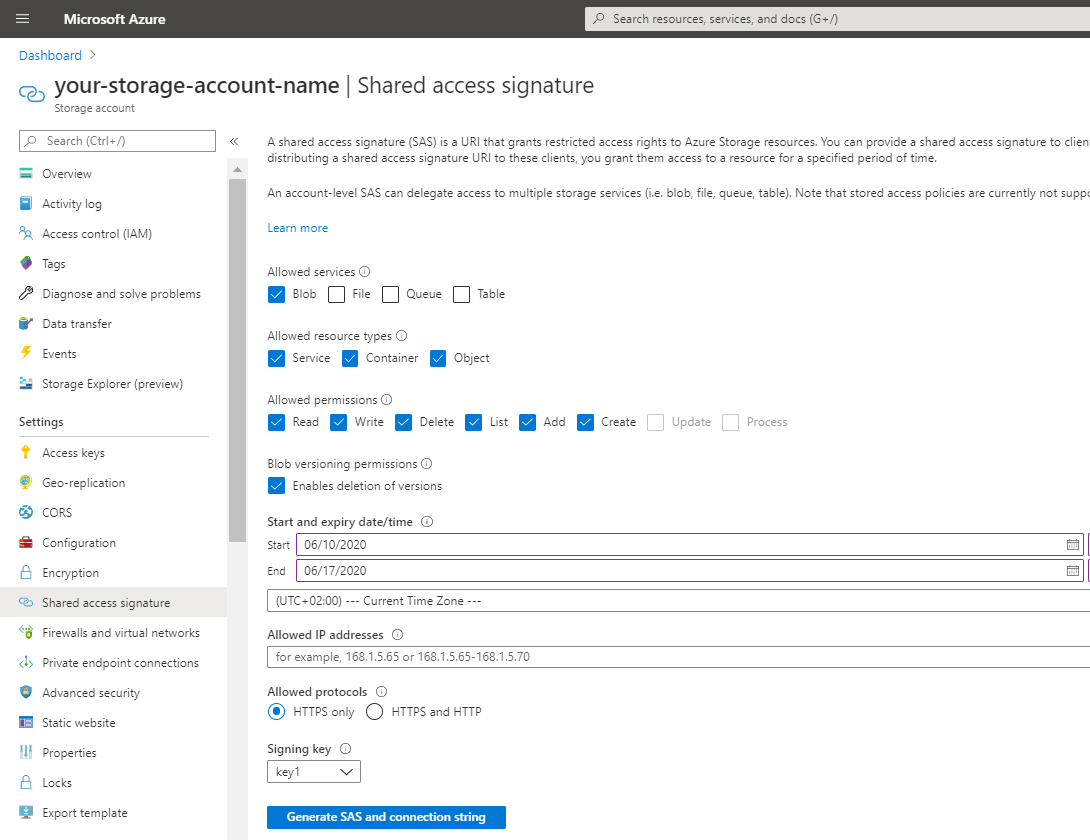 Microsoft Azure
Search resources, services, and docs (G+/)
Dashboard
your-storage-account-name | Shared access signature
Storage account
Search (Ctrl+/)
Overview
Activity log
Access control (IAM)
Tags
Diagnose and solve problems
Data transfer
Events
Storage Explorer (preview)
Settings
Access keys
Geo-replication
CORS
Configuration
Encryption
Shared access signature
Firewalls and virtual networks
Private endpoint connections
Advanced security
Static website
Properties
Locks
Export template
A shared access signature (SAS) is a URI that grants restricted access rights to Azure Storage resources. You can provide a shared access signature to clien
distributing a shared access signature URI to these clients, you grant them access to a resource for a specified period of time.
An account-level SAS can delegate access to multiple storage services (i.e. blob, file, queue, table). Note that stored access policies are currently not supp
Learn more
Allowed services
Blob File Queue Table
Allowed resource types
Service Container Object
Allowed permissions
Read Write Delete List Add Create Update Process
Blob versioning permissions
Enables deletion of versions
Start and expiry date/time
Start 06/10/2020
End 06/17/2020
(UTC+02:00) --- Current Time Zone ---
Allowed IP addresses
for example, 168.1.5.65 or 168.1.5.65-168.1.5.70
Allowed protocols
HTTPS only HTTPS and HTTP
Signing key
key1
Generate SAS and connection string